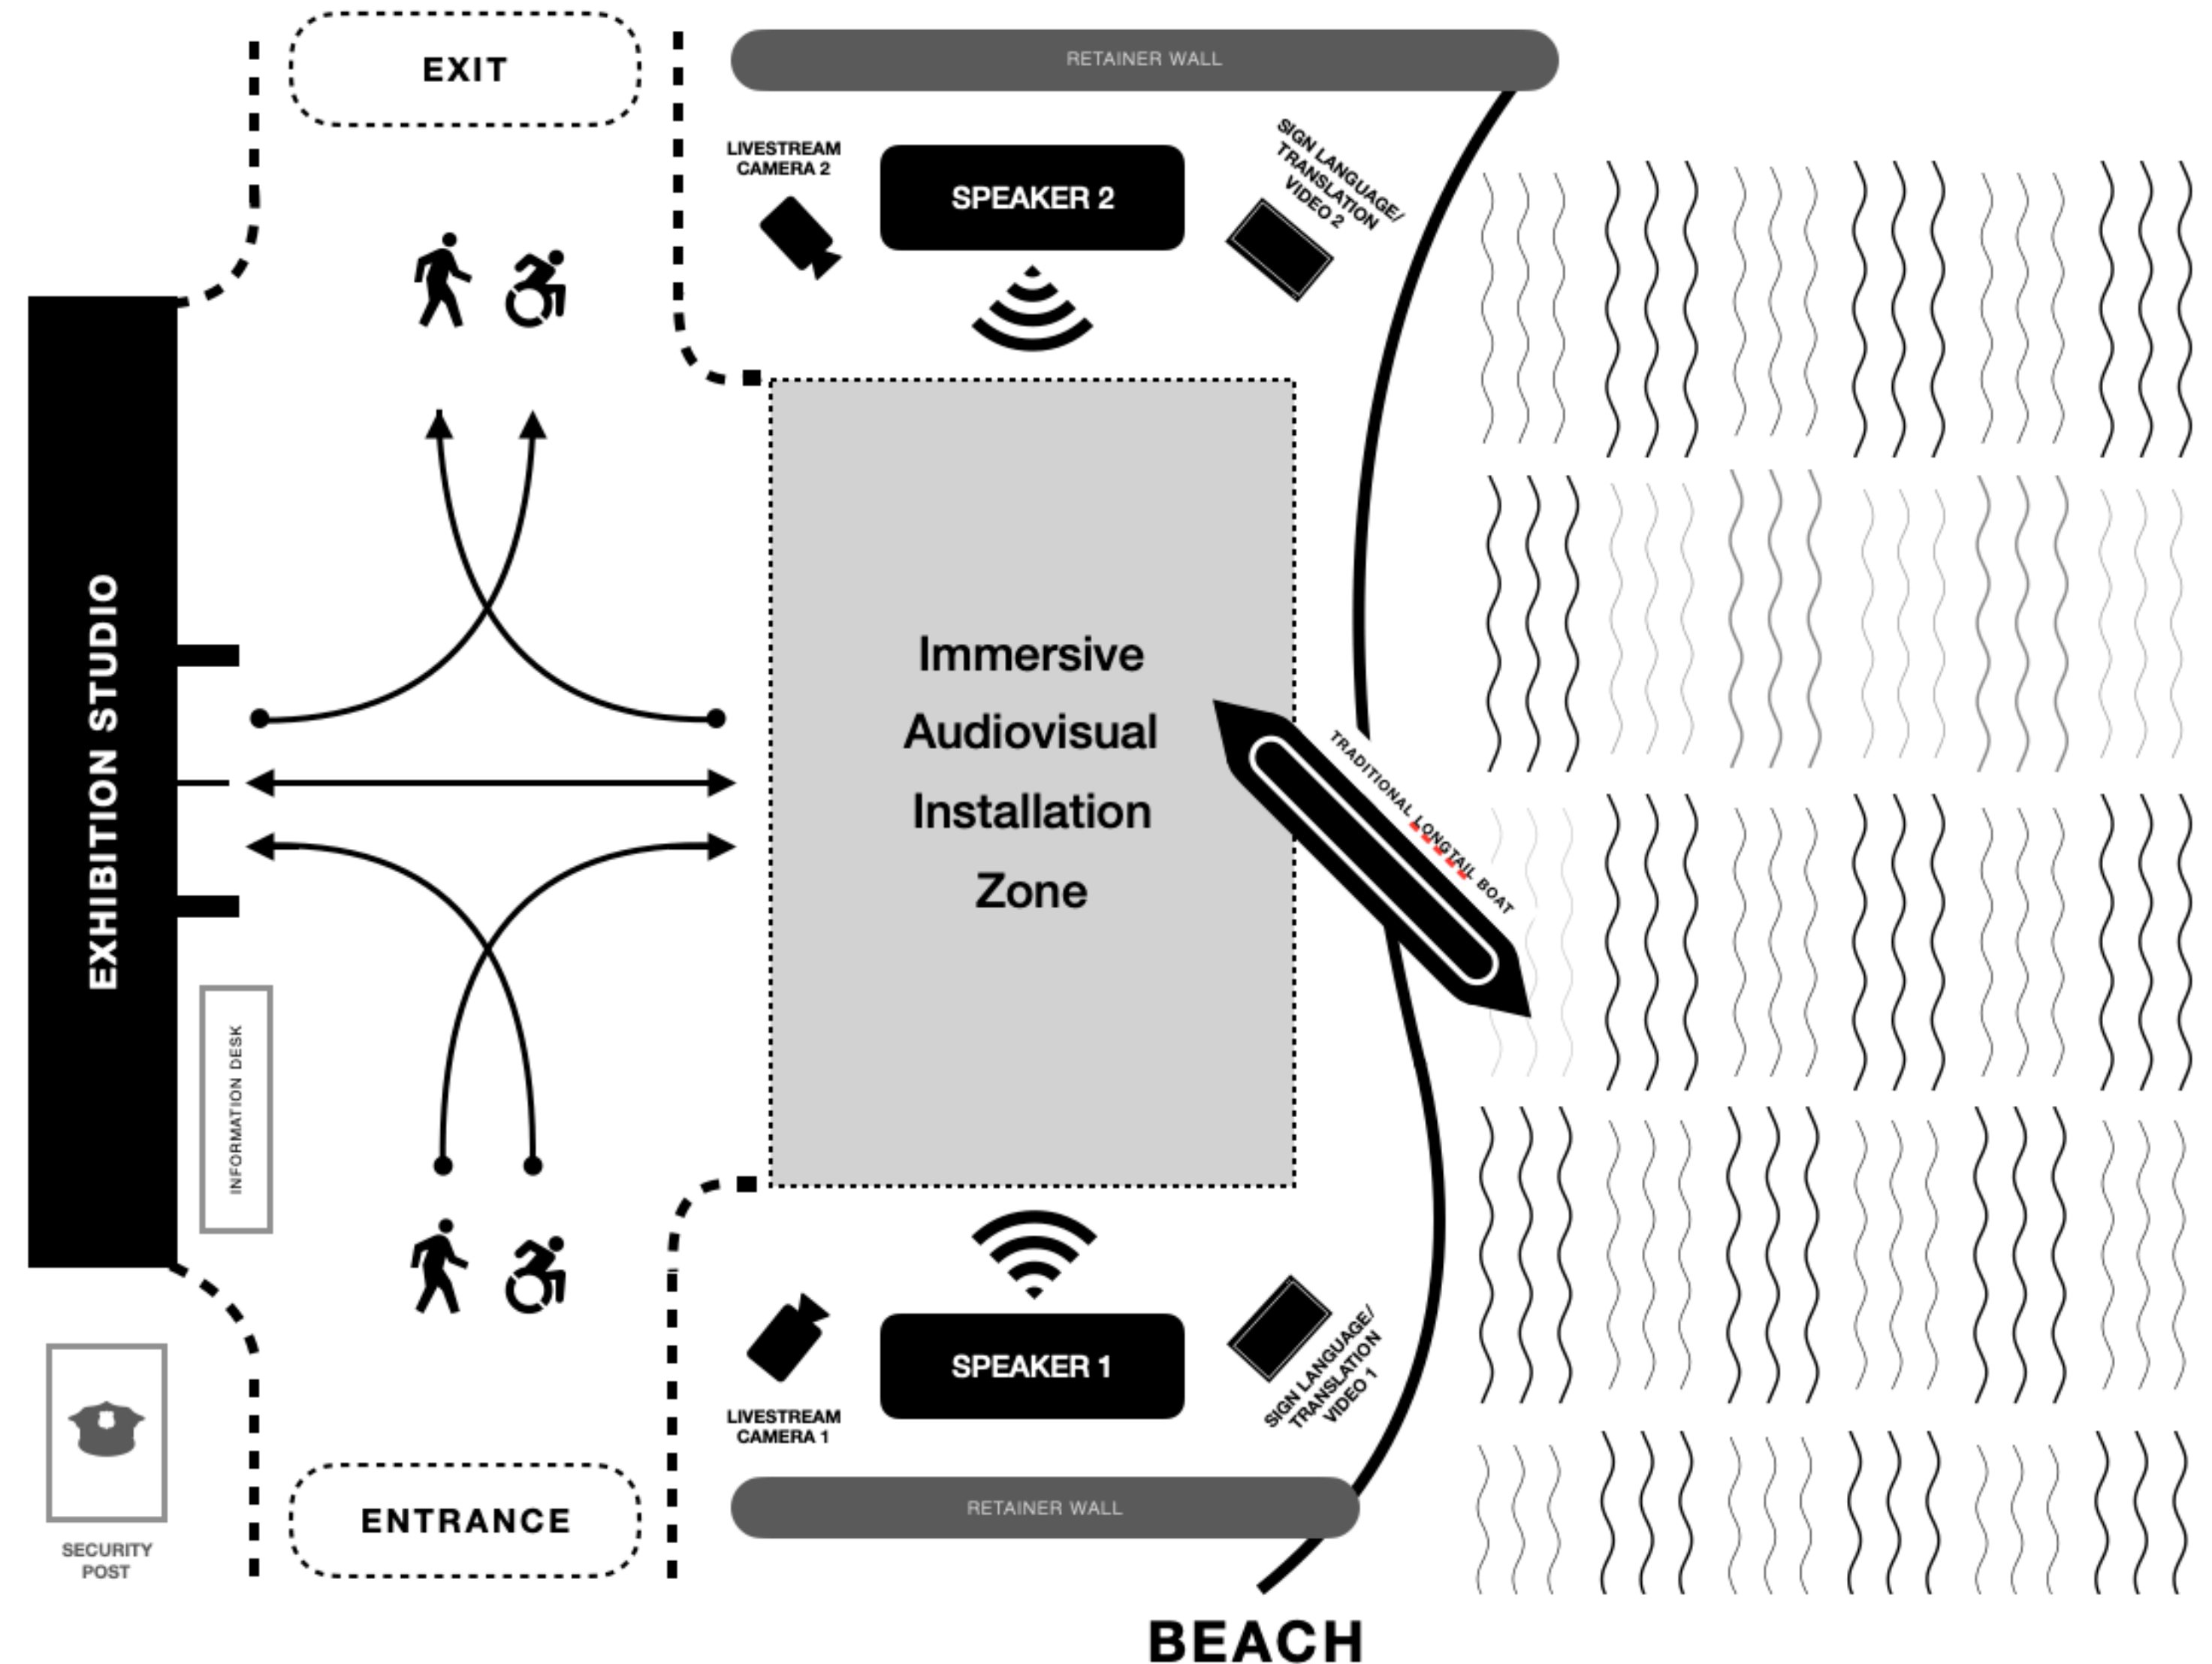 EXIT
RETAINER WALL
LIVESTREAM
CAMERA 2
SPEAKER 2
SIGN LANGUAGE/
TRANSLATION
VIDEO 2
EXHIBITION STUDIO
Immersive
Audiovisual
Installation
Zone
TRADITIONAL LONGTAIL BOAT
INFORMATION DESK
SPEAKER 1
SIGN LANGUAGE/
TRANSLATION
VIDEO 1
LIVESTREAM
CAMERA 1
ENTRANCE
RETAINER WALL
SECURITY
POST
BEACH